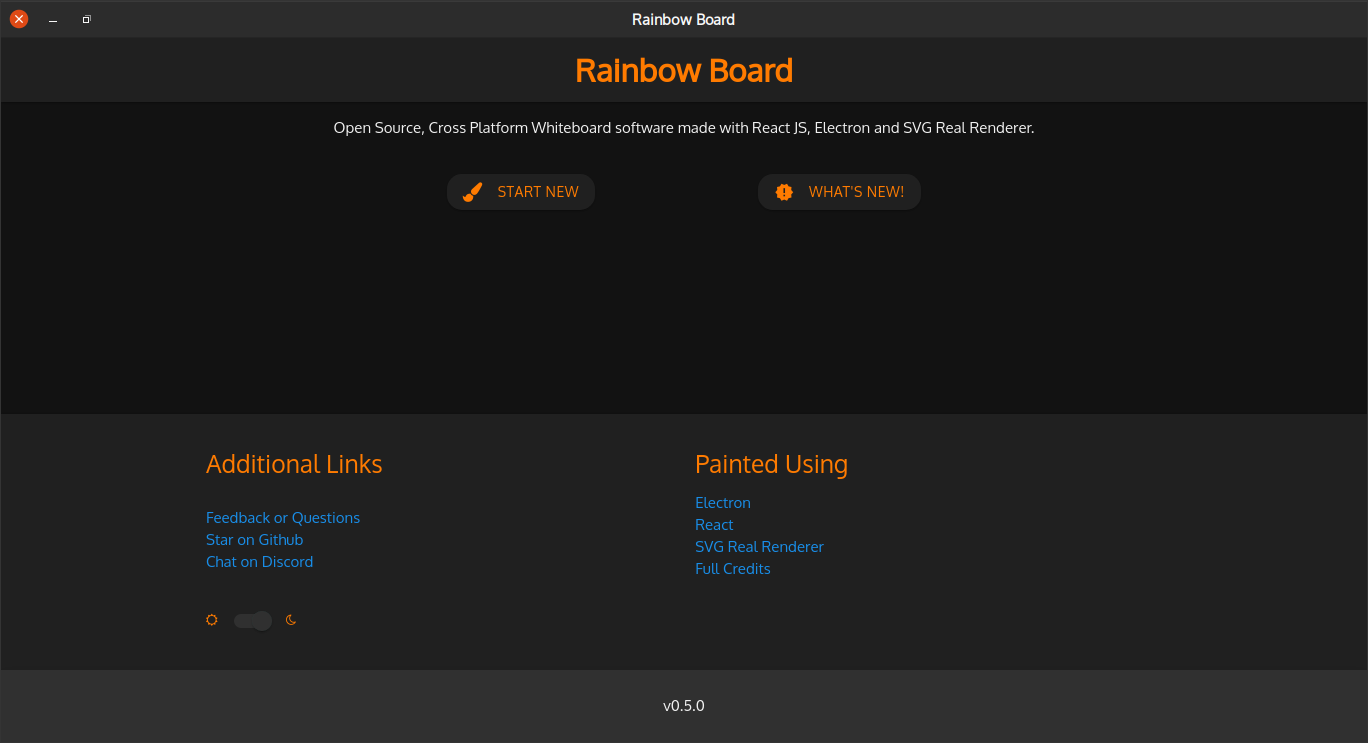 Rainbow Board
Rainbow Board
Open Source, Cross Platform Whiteboard software made with React JS, Electron and SVG Real Renderer.
START NEW
WHAT'S NEW!
Additional Links
Feedback or Questions
Star on Github
Chat on Discord
Painted Using
Electron
React
SVG Real Renderer
Full Credits
v0.5.0